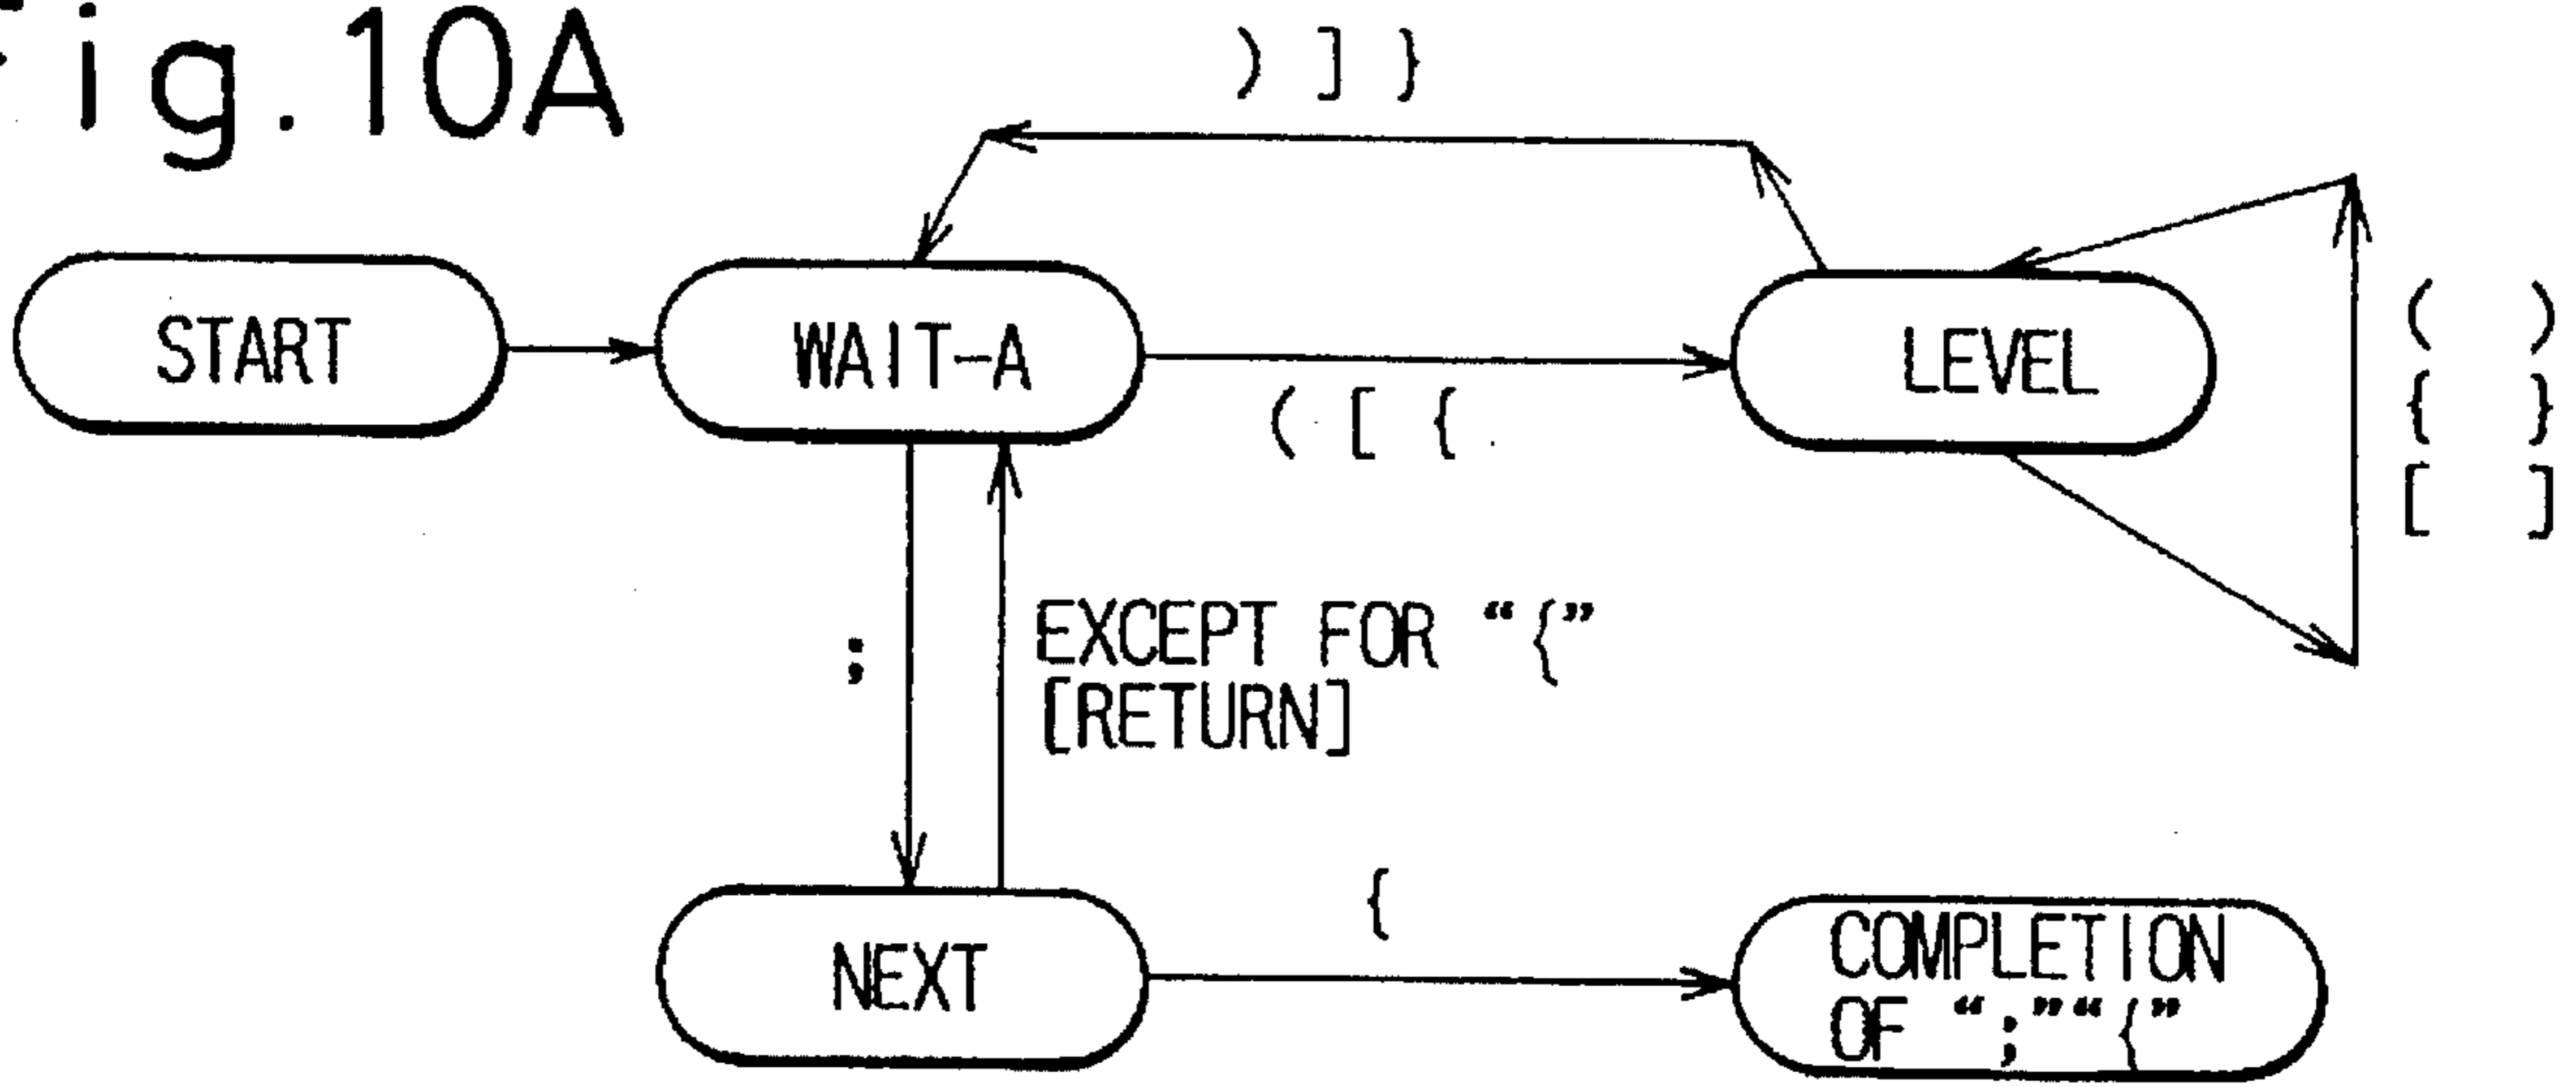 Fig.10A
) ] }
START
WAIT-A
LEVEL
( [ {
( )
{ }
[ ]
;
EXCEPT FOR “{”
[RETURN]
{
NEXT
COMPLETION
OF “;”“{”